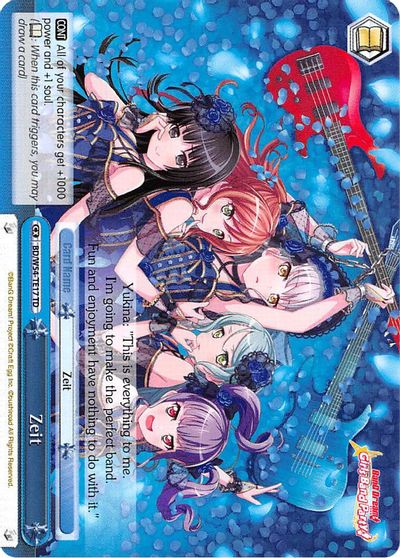 [CONT] All of your characters get +1000
power and +1 soul.
( : When this card triggers, you may
draw a card)
CX
BD/W54-TE17 TD
Card Name
Zeit
Yukina: "This is everything to me.
I'm going to make the perfect band.
Fun and enjoyment have nothing to do with it."
BanG Dream!
Girls Band Party!
Zeit
©BanG Dream! Project ©Craft Egg Inc. ©bushiroad All Rights Reserved.